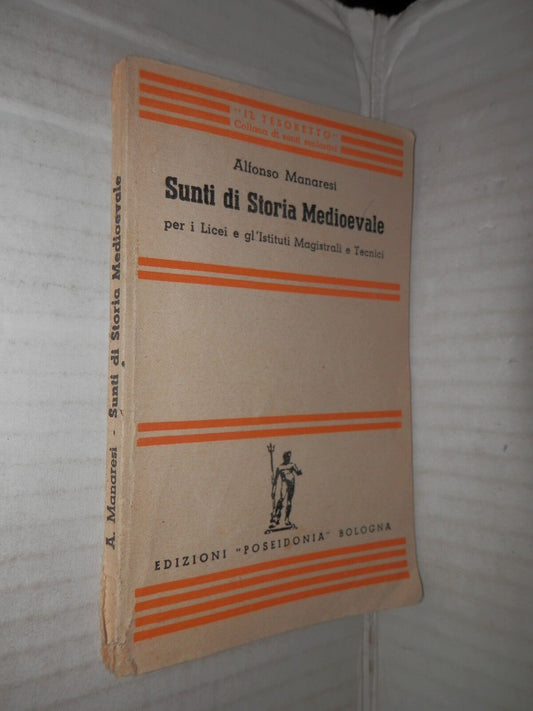 "IL TESORETTO"
Collana di sunti scolastici
Alfonso Manaresi
Sunti di Storia Medioevale
per i Licei e gl'Istituti Magistrali e Tecnici
EDIZIONI "POSEIDONIA" BOLOGNA
A. Manaresi - Sunti di Storia Medioevale